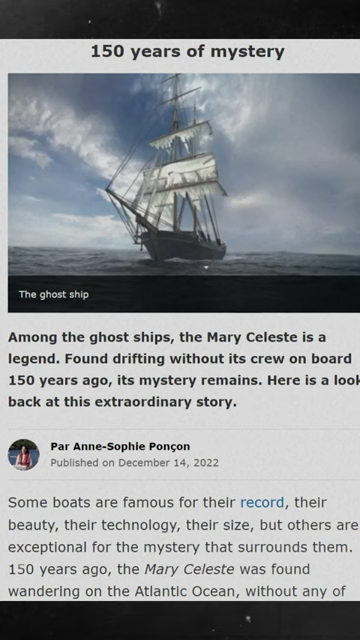 150 years of mystery
The ghost ship
Among the ghost ships, the Mary Celeste is a
legend. Found drifting without its crew on board
150 years ago, its mystery remains. Here is a look
back at this extraordinary story.
Par Anne-Sophie Ponçon
Published on December 14, 2022
Some boats are famous for their record, their
beauty, their technology, their size, but others are
exceptional for the mystery that surrounds them.
150 years ago, the Mary Celeste was found
wandering on the Atlantic Ocean, without any of